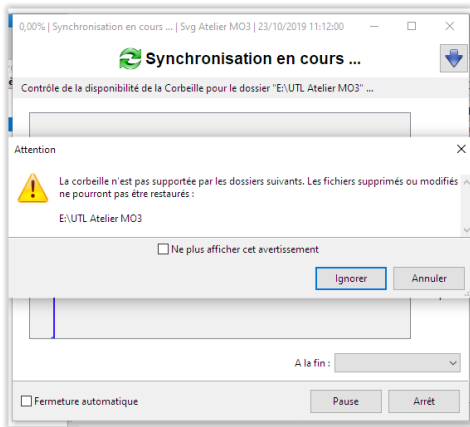 0,00% | Synchronisation en cours ... | Svg Atelier MO3 | 23/10/2019 11:12:00
Synchronisation en cours ...
Contrôle de la disponibilité de la Corbeille pour le dossier "E:\UTL Atelier MO3" ...
Attention
La corbeille n'est pas supportée par les dossiers suivants. Les fichiers supprimés ou modifiés
ne pourront pas être restaurés :
E:\UTL Atelier MO3
Ne plus afficher cet avertissement
Ignorer Annuler
A la fin :
Fermeture automatique Pause Arrêt